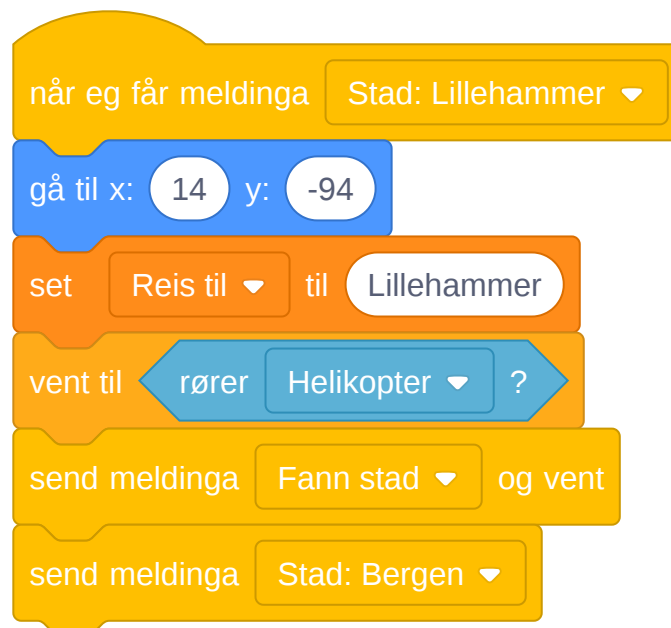 når eg får meldinga Stad: Lillehammer
gå til x: 14 y: -94
set Reis til til Lillehammer
vent til rører Helikopter ?
send meldinga Fann stad og vent
send meldinga Stad: Bergen